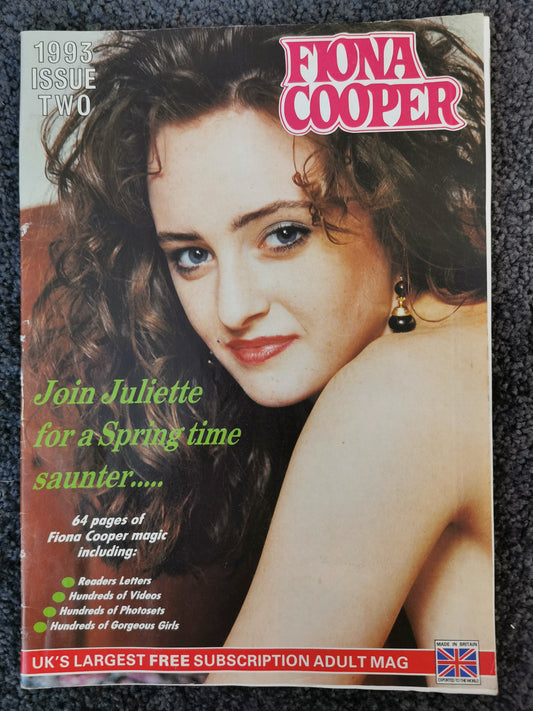 1993
ISSUE
TWO
FIONA
COOPER
Join Juliette
for a Spring time
saunter.....
64 pages of
Fiona Cooper magic
including:
Readers Letters
Hundreds of Videos
Hundreds of Photosets
Hundreds of Gorgeous Girls
UK'S LARGEST FREE SUBSCRIPTION ADULT MAG
MADE IN BRITAIN
EXPORTED TO THE WORLD